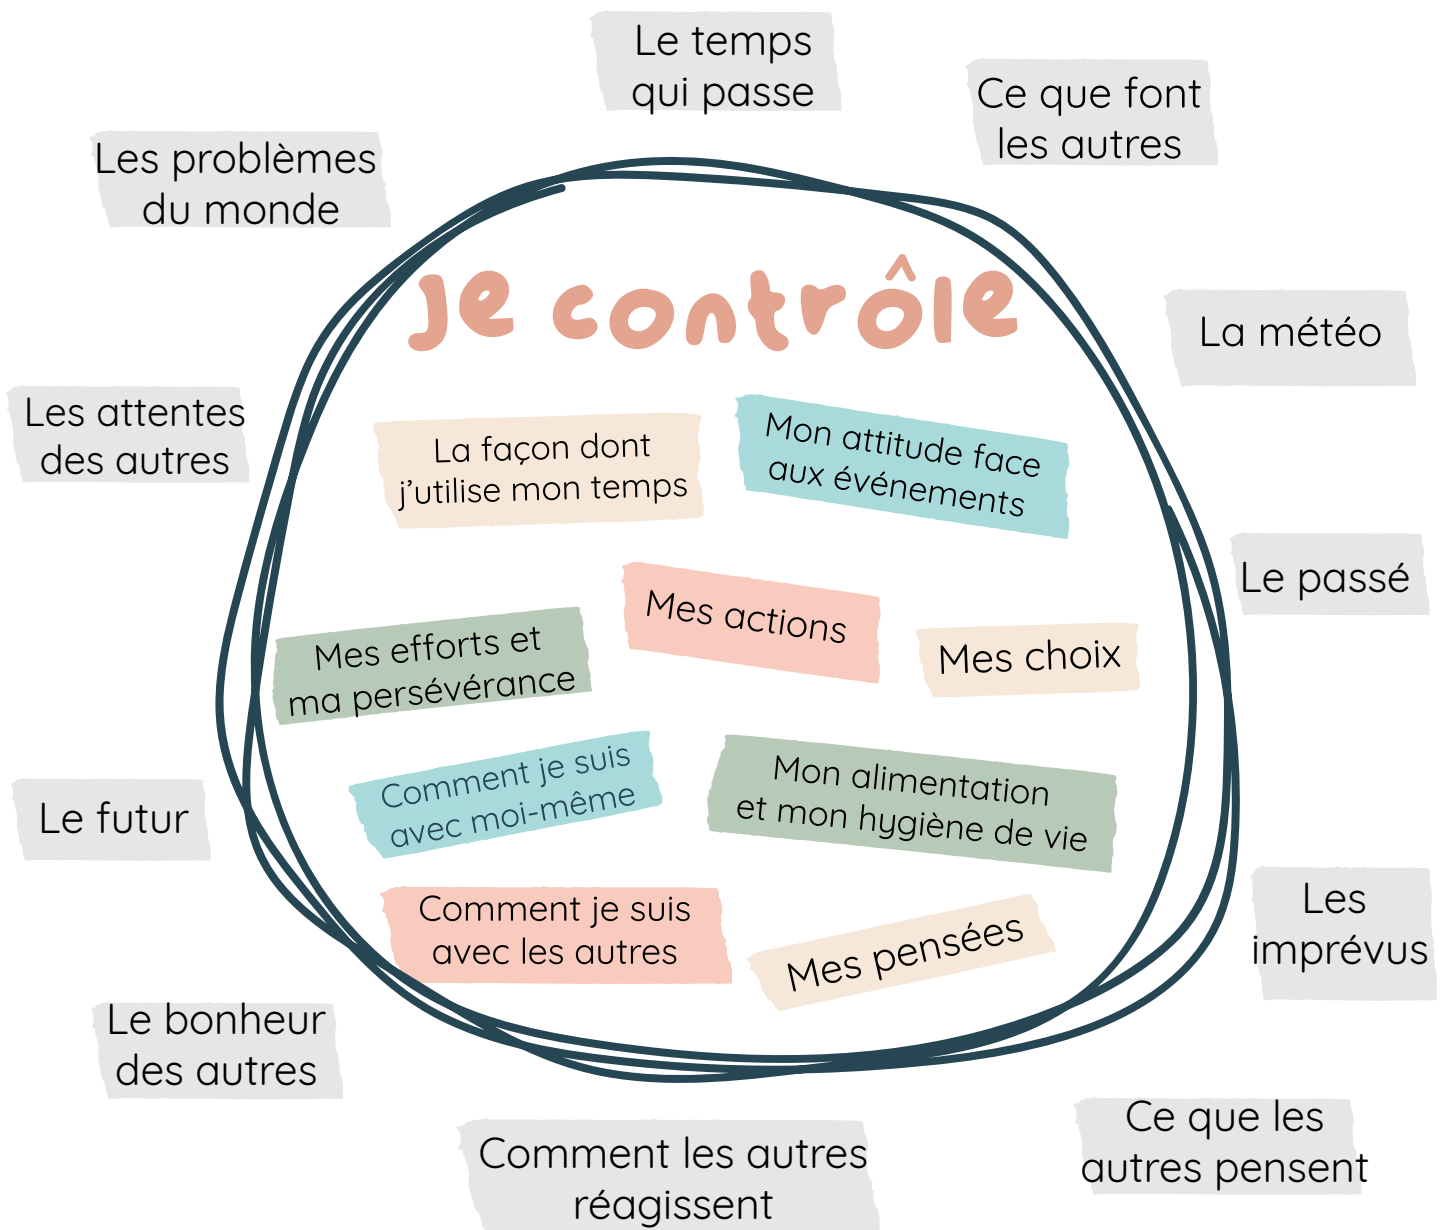 Le temps
qui passe
Ce que font
les autres
Les problèmes
du monde
Je contrôle
La météo
Les attentes
des autres
La façon dont
j'utilise mon temps
Mon attitude face
aux événements
Le passé
Mes actions
Mes efforts et
ma persévérance
Mes choix
Comment je suis
avec moi-même
Mon alimentation
et mon hygiène de vie
Le futur
Comment je suis
avec les autres
Mes pensées
Les
imprévus
Le bonheur
des autres
Comment les autres
réagissent
Ce que les
autres pensent